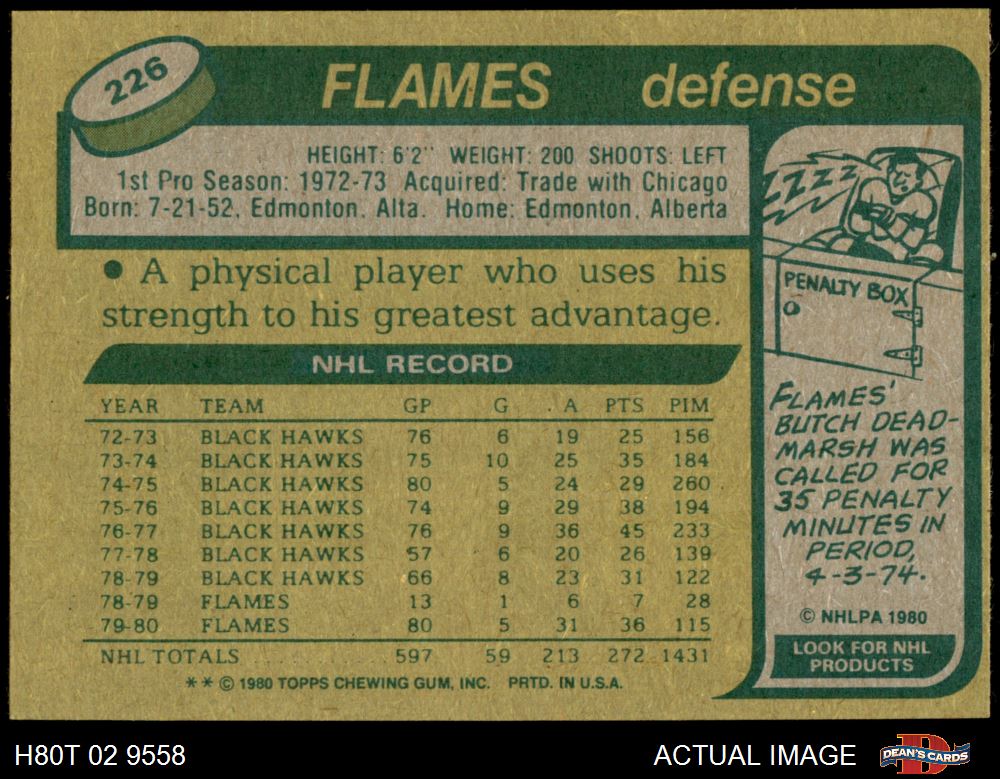 226
FLAMES defense
HEIGHT: 6'2" WEIGHT: 200 SHOOTS: LEFT
1st Pro Season: 1972-73 Acquired: Trade with Chicago
Born: 7-21-52, Edmonton, Alta. Home: Edmonton, Alberta
• A physical player who uses his
strength to his greatest advantage.
NHL RECORD
YEAR TEAM GP G A PTS PIM
72-73 BLACK HAWKS 76 6 19 25 156
73-74 BLACK HAWKS 75 10 25 35 184
74-75 BLACK HAWKS 80 5 24 29 260
75-76 BLACK HAWKS 74 9 29 38 194
76-77 BLACK HAWKS 76 9 36 45 233
77-78 BLACK HAWKS 57 6 20 26 139
78-79 BLACK HAWKS 66 8 23 31 122
78-79 FLAMES 13 1 6 7 28
79-80 FLAMES 80 5 31 36 115
NHL TOTALS .............. 597 59 213 272 1431
** © 1980 TOPPS CHEWING GUM, INC. PRTD. IN U.S.A.
ZZZZ
PENALTY BOX
FLAMES'
BUTCH DEAD-
MARSH WAS
CALLED FOR
35 PENALTY
MINUTES IN
PERIOD,
4-3-74.
© NHLPA 1980
LOOK FOR NHL
PRODUCTS
H80T 02 9558
ACTUAL IMAGE
DEAN'S CARDS